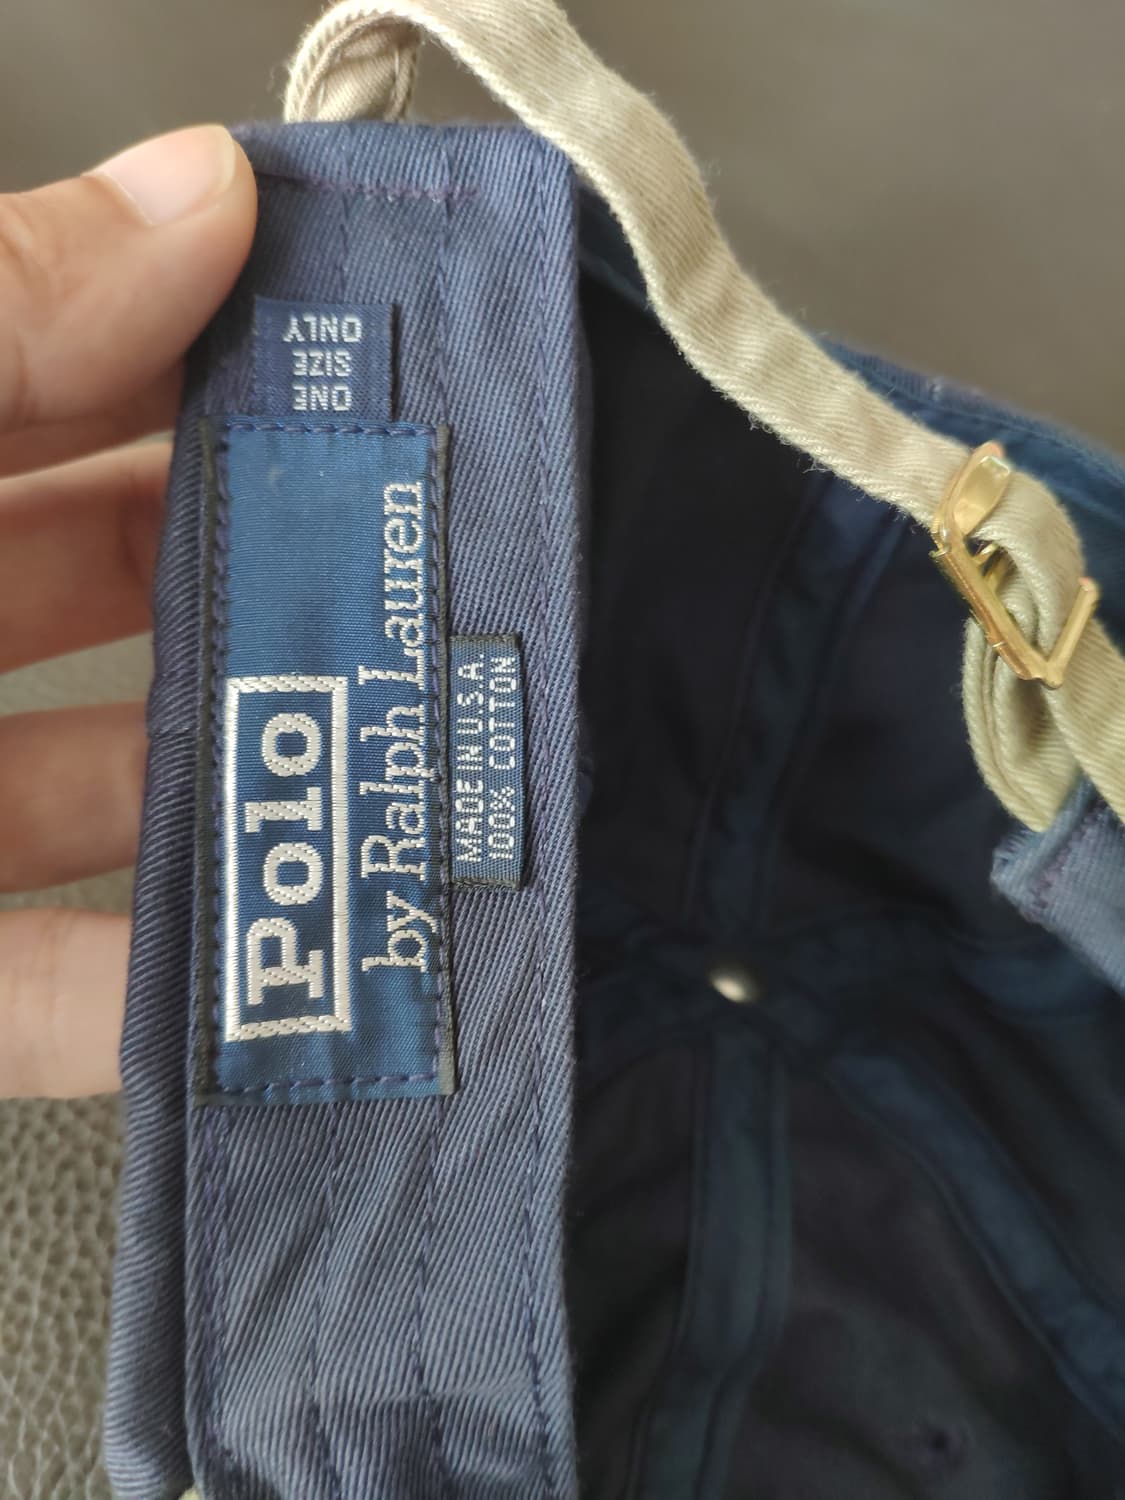 Polo
by Ralph Lauren
MADE IN U.S.A.
100% COTTON
ONE
SIZE
ONLY